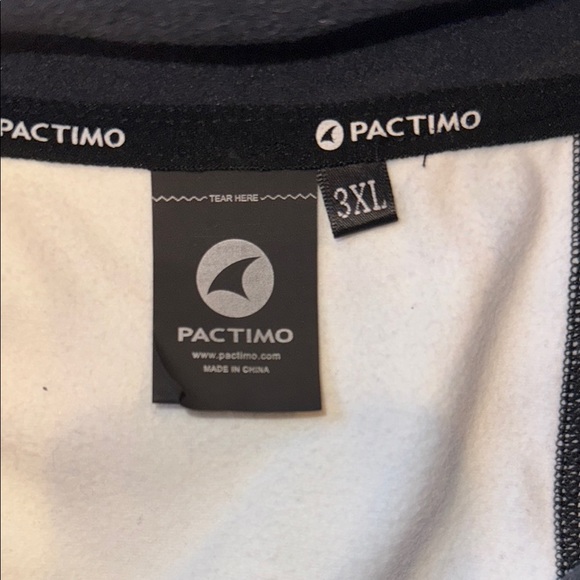 PACTIMO
PACTIMO
TEAR HERE
3XL
PACTIMO
www.pactimo.com
MADE IN CHINA